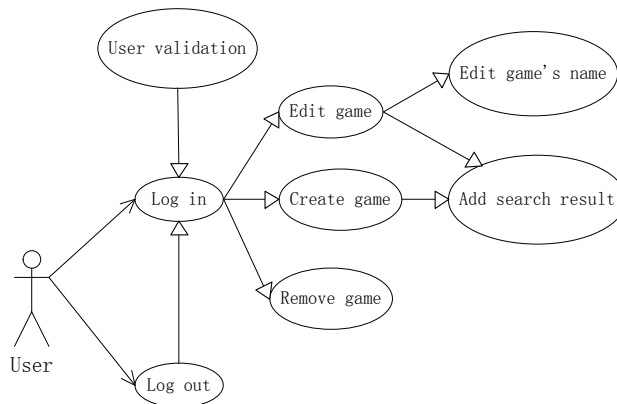 User validation
Edit game's name
Edit game
Log in
Create game
Add search result
Remove game
User
Log out